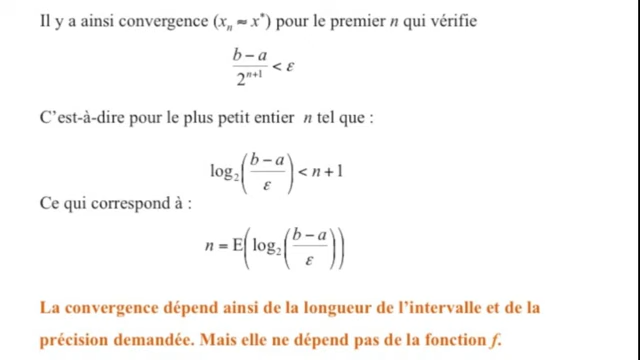 Il y a ainsi convergence (xₙ ≈ x*) pour le premier n qui vérifie
(b – a) / 2ⁿ⁺¹ < ε
C’est-à-dire pour le plus petit entier n tel que :
log₂((b – a) / ε) < n + 1
Ce qui correspond à :
n = E(log₂((b – a) / ε))
La convergence dépend ainsi de la longueur de l’intervalle et de la
précision demandée. Mais elle ne dépend pas de la fonction f.